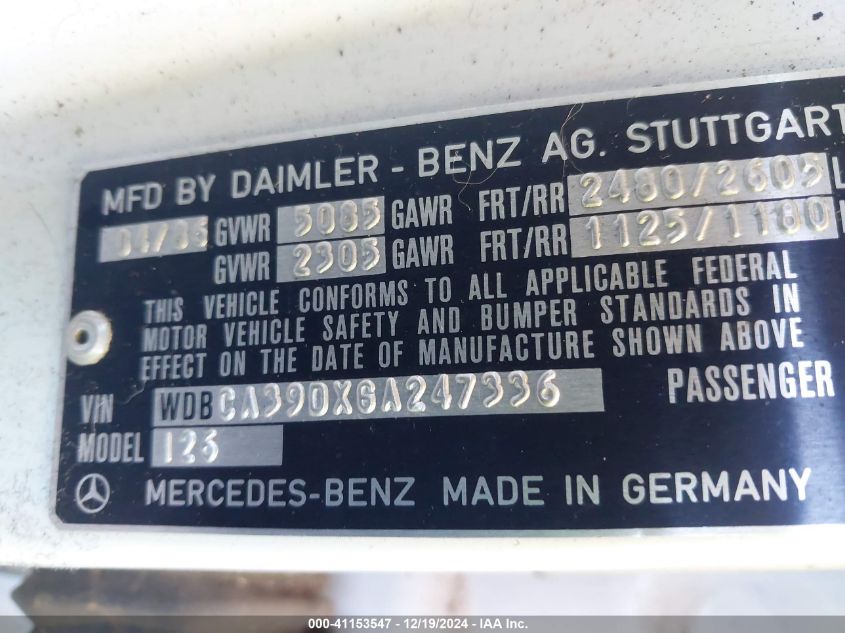 MFD BY DAIMLER - BENZ AG. STUTTGART
GVWR 5085 GAWR FRT/RR 2480/2605
GVWR 2305 GAWR FRT/RR 1125/1180
THIS VEHICLE CONFORMS TO ALL APPLICABLE FEDERAL
MOTOR VEHICLE SAFETY AND BUMPER STANDARDS IN
EFFECT ON THE DATE OF MANUFACTURE SHOWN ABOVE
VIN WDBCA39DXGA247336 PASSENGER
MODEL 126
MERCEDES-BENZ MADE IN GERMANY
000-41153547 - 12/19/2024 - IAA Inc.